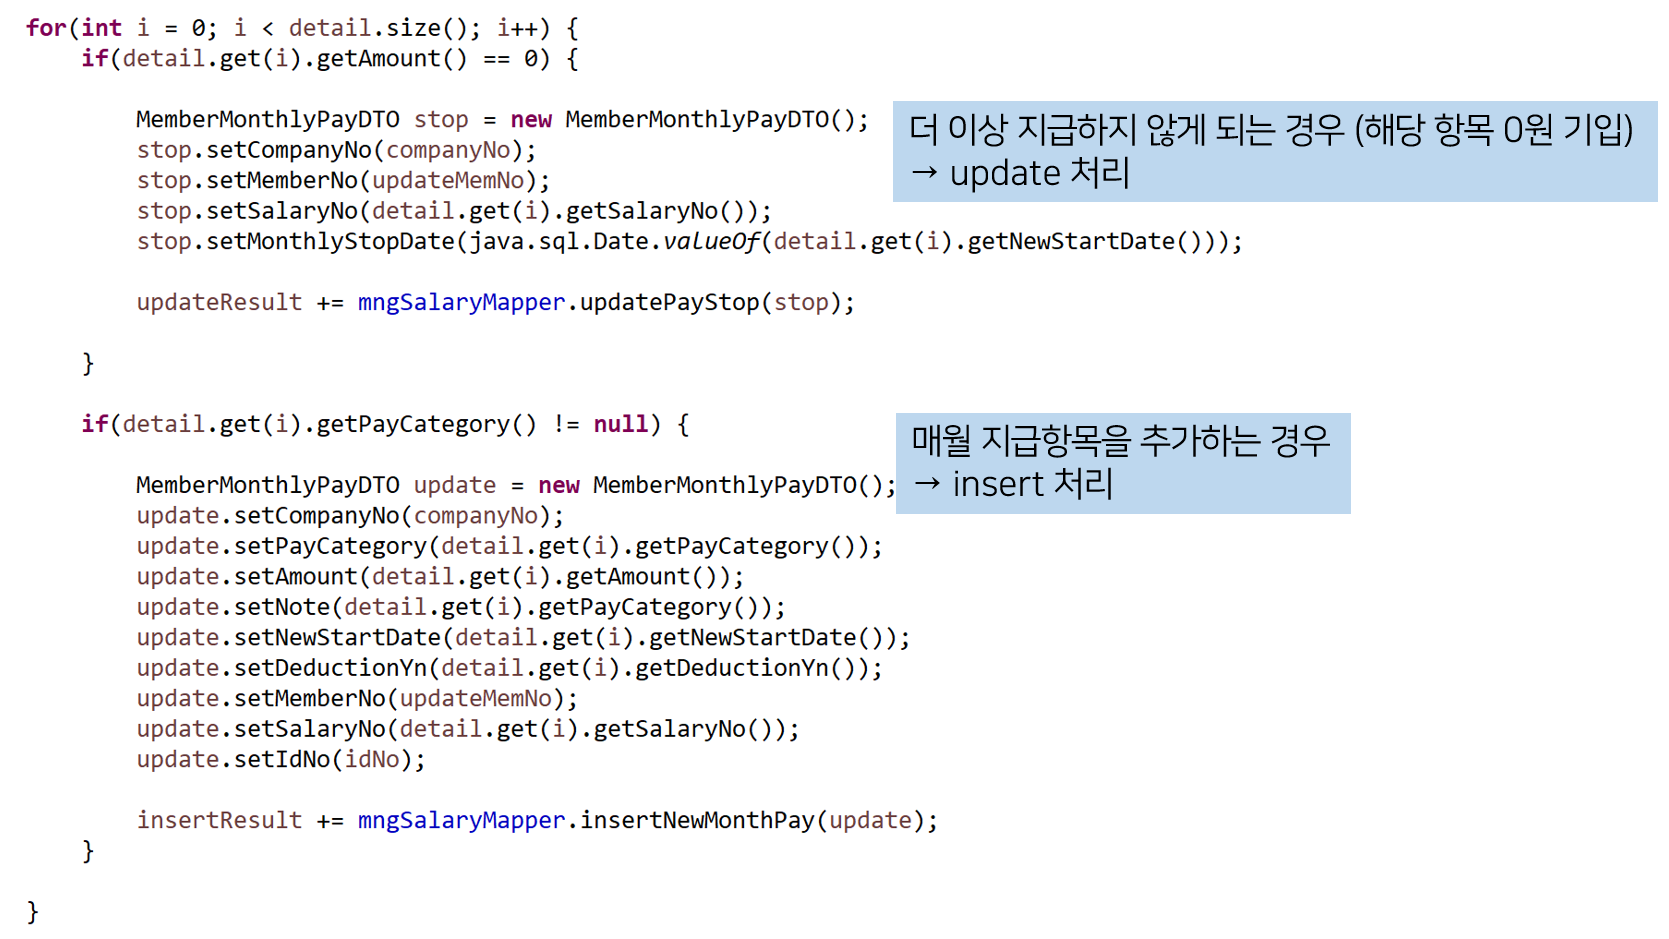 for(int i = 0; i < detail.size(); i++) {
if(detail.get(i).getAmount() == 0) {
MemberMonthlyPayDTO stop = new MemberMonthlyPayDTO();
stop.setCompanyNo(companyNo);
stop.setMemberNo(updateMemNo);
stop.setSalaryNo(detail.get(i).getSalaryNo());
stop.setMonthlyStopDate(java.sql.Date.valueOf(detail.get(i).getNewStartDate()));
updateResult += mngSalaryMapper.updatePayStop(stop);
}
더 이상 지급하지 않게 되는 경우 (해당 항목 0원 기입)
→ update 처리
if(detail.get(i).getPayCategory() != null) {
MemberMonthlyPayDTO update = new MemberMonthlyPayDTO();
update.setCompanyNo(companyNo);
update.setPayCategory(detail.get(i).getPayCategory());
update.setAmount(detail.get(i).getAmount());
update.setNote(detail.get(i).getPayCategory());
update.setNewStartDate(detail.get(i).getNewStartDate());
update.setDeductionYn(detail.get(i).getDeductionYn());
update.setMemberNo(updateMemNo);
update.setSalaryNo(detail.get(i).getSalaryNo());
update.setIdNo(idNo);
insertResult += mngSalaryMapper.insertNewMonthPay(update);
}
매월 지급항목을 추가하는 경우
→ insert 처리
}